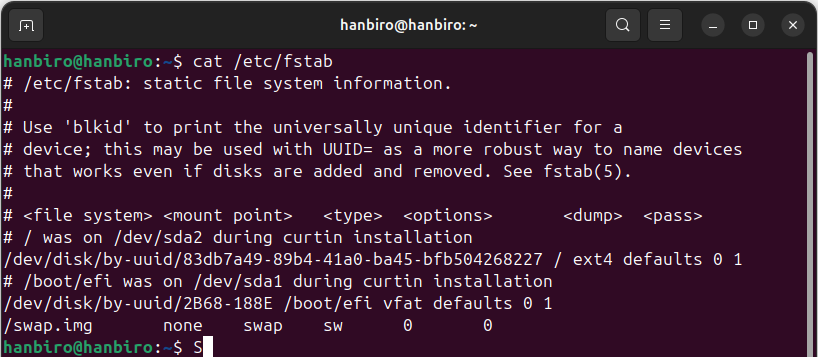 hanbiro@hanbiro: ~
hanbiro@hanbiro:~$ cat /etc/fstab
# /etc/fstab: static file system information.
#
# Use 'blkid' to print the universally unique identifier for a
# device; this may be used with UUID= as a more robust way to name devices
# that works even if disks are added and removed. See fstab(5).
#
# <file system> <mount point>   <type>  <options>       <dump>  <pass>
# / was on /dev/sda2 during curtin installation
/dev/disk/by-uuid/83db7a49-89b4-41a0-ba45-bfb504268227 / ext4 defaults 0 1
# /boot/efi was on /dev/sda1 during curtin installation
/dev/disk/by-uuid/2B68-188E /boot/efi vfat defaults 0 1
/swap.img       none    swap    sw      0       0
hanbiro@hanbiro:~$ S